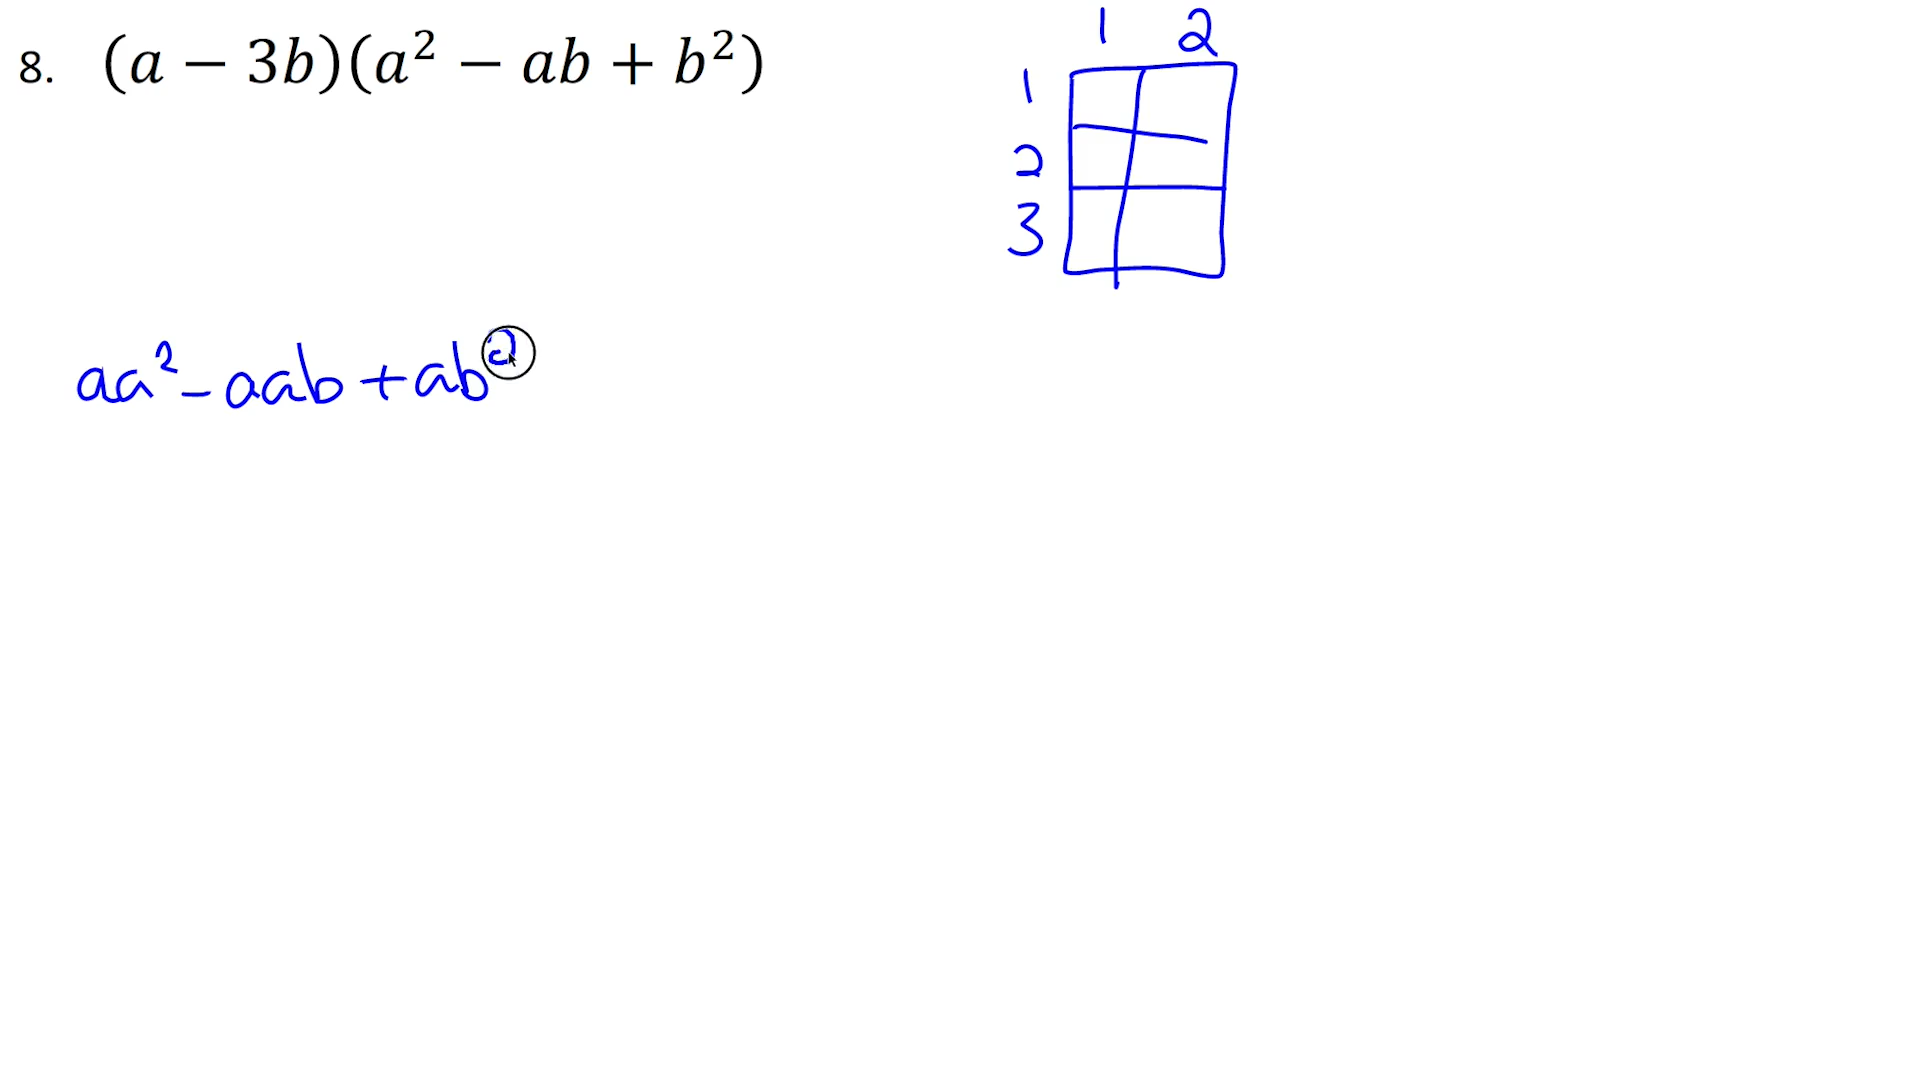 8. (a − 3b)(a² − ab + b²)
1 2
1
2
3
aa² - aab + ab²